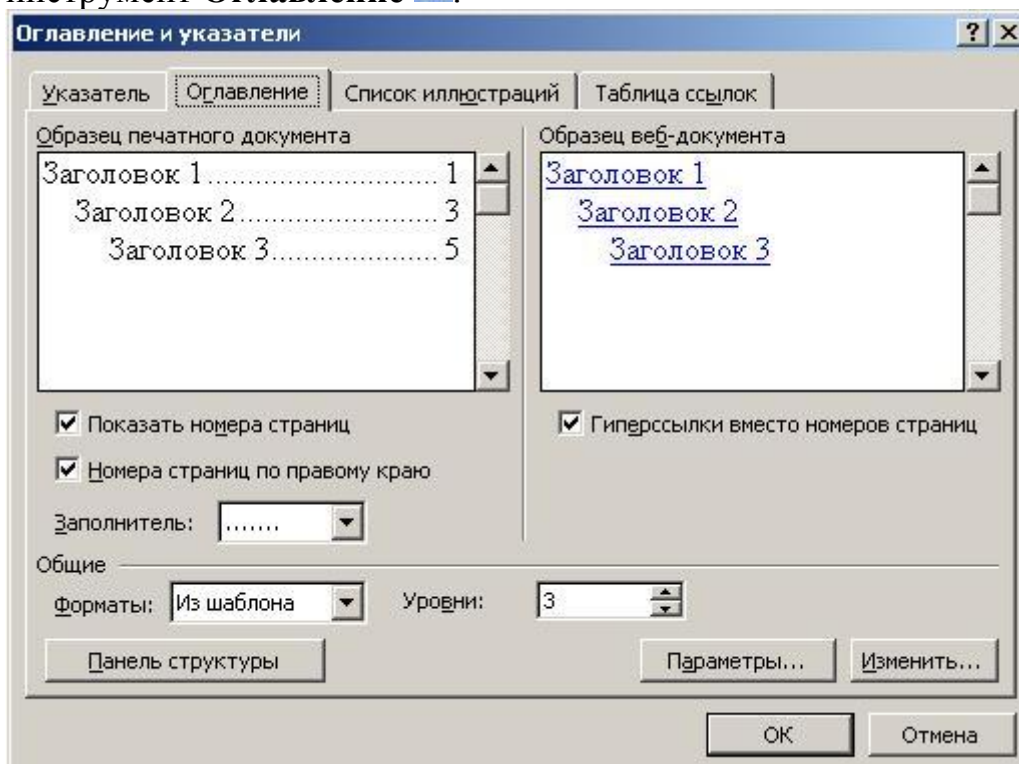 инструмент Оглавление
Оглавление и указатели
Указатель Оглавление Список иллюстраций Таблица ссылок
Образец печатного документа Образец веб-документа
Заголовок 1.............................. 1 Заголовок 1
Заголовок 2.......................... 3 Заголовок 2
Заголовок 3...................... 5 Заголовок 3
Показать номера страниц Гиперссылки вместо номеров страниц
Номера страниц по правому краю
Заполнитель: .......
Общие
Форматы: Из шаблона Уровни: 3
Панель структуры Параметры... Изменить...
ОК Отмена